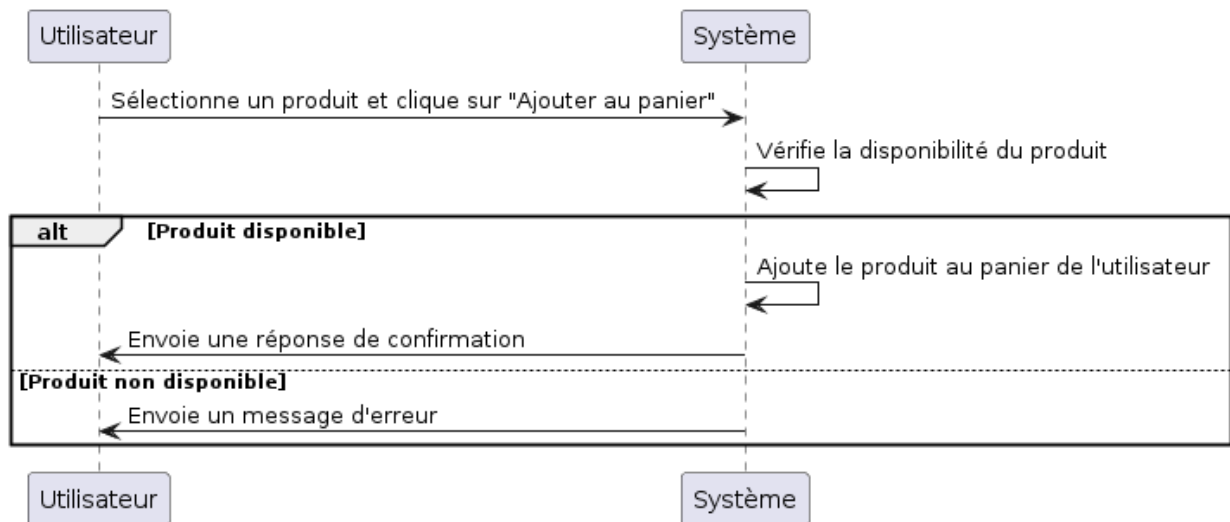 Utilisateur Système
Sélectionne un produit et clique sur "Ajouter au panier"
Vérifie la disponibilité du produit
alt [Produit disponible]
Ajoute le produit au panier de l'utilisateur
Envoie une réponse de confirmation
[Produit non disponible]
Envoie un message d'erreur
Utilisateur Système